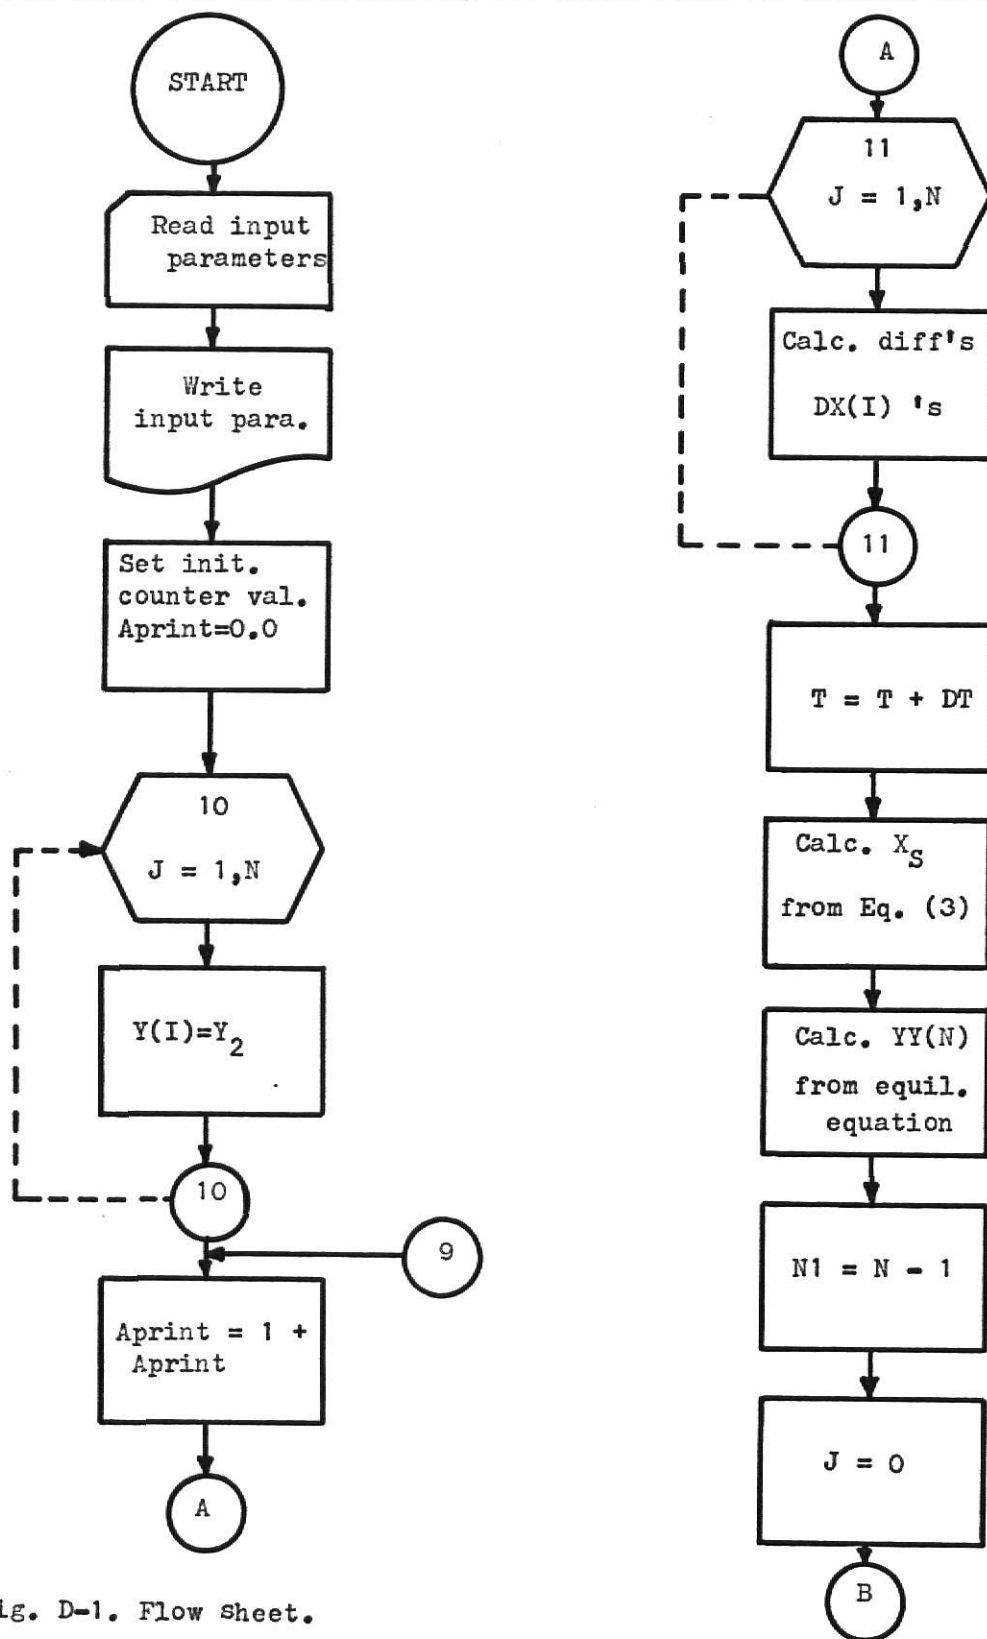 START
Read input
parameters
Write
input para.
Set init.
counter val.
Aprint=0.0
10
J = 1,N
Y(I)=Y2
10
9
Aprint = 1 +
Aprint
A
ig. D-1. Flow sheet.
A
11
J = 1,N
Calc. diff's
DX(I) 's
11
T = T + DT
Calc. XS
from Eq. (3)
Calc. YY(N)
from equil.
equation
N1 = N - 1
J = 0
B